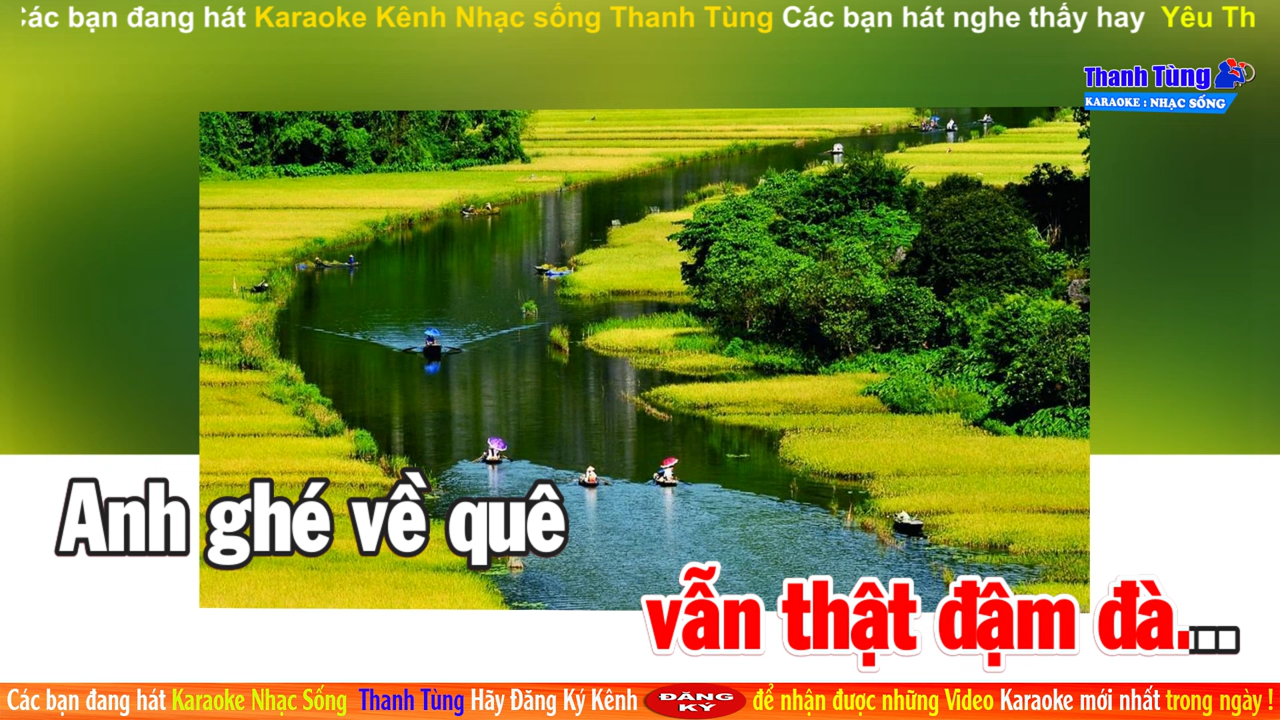 Các bạn đang hát Karaoke Kênh Nhạc sống Thanh Tùng Các bạn hát nghe thấy hay Yêu Th
Thanh Tùng
KARAOKE : NHẠC SỐNG
Anh ghé về quê
vẫn thật đậm đà....
Các bạn đang hát Karaoke Nhạc Sống Thanh Tùng Hãy Đăng Ký Kênh ĐĂNG KÝ để nhận được những Video Karaoke mới nhất trong ngày !